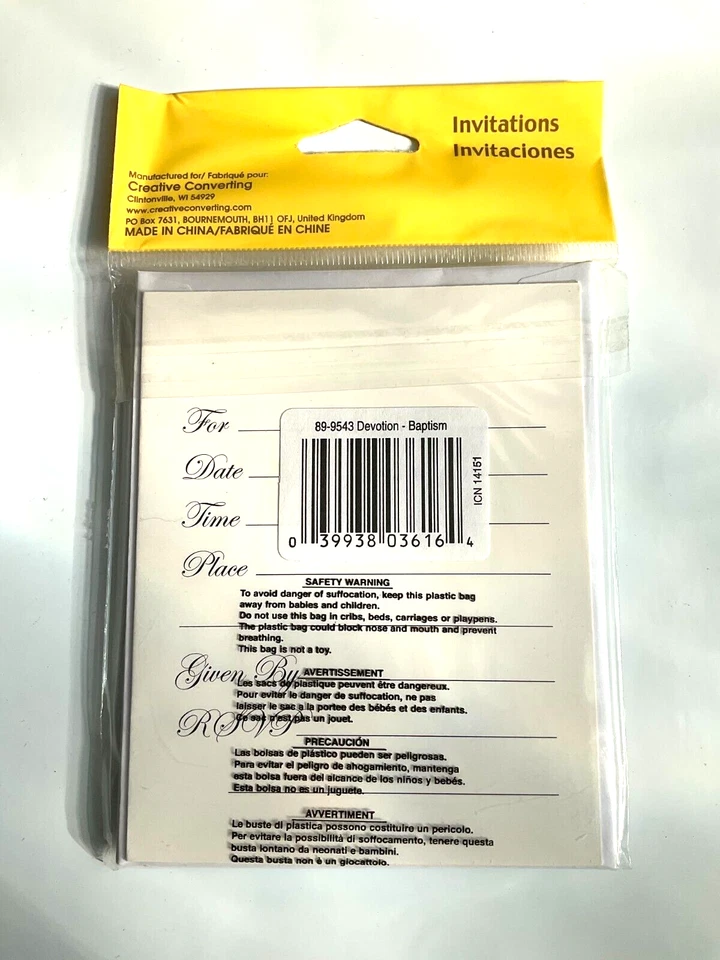 Invitations
Invitaciones
Manufactured for/ Fabriqué pour:
Creative Converting
Clintonville, WI 54929
www.creativeconverting.com
PO Box 7631, BOURNEMOUTH, BH11 OFJ, United Kingdom
MADE IN CHINA/FABRIQUÉ EN CHINE
For
89-9543 Devotion - Baptism
ICN 14151
0 39938 03616 4
Date
Time
Place
SAFETY WARNING
To avoid danger of suffocation, keep this plastic bag
away from babies and children.
Do not use this bag in cribs, beds, carriages or playpens.
The plastic bag could block nose and mouth and prevent
breathing.
This bag is not a toy.
Given By
AVERTISSEMENT
Les sacs de plastique peuvent être dangereux.
Pour eviter le danger de suffocation, ne pas
laisser le sac a la portee des bébés et des enfants.
Ce sac n'est pas un jouet.
RSVP
PRECAUCIÓN
Las bolsas de plástico pueden ser peligrosas.
Para evitar el peligro de ahogamiento, mantenga
esta bolsa fuera del alcance de los niños y bebés.
Esta bolsa no es un juguete.
AVVERTIMENT
Le buste di plastica possono costituire un pericolo.
Per evitare la possibilità di soffocamento, tenere questa
busta lontano da neonati e bambini.
Questa busta non è un giocattolo.